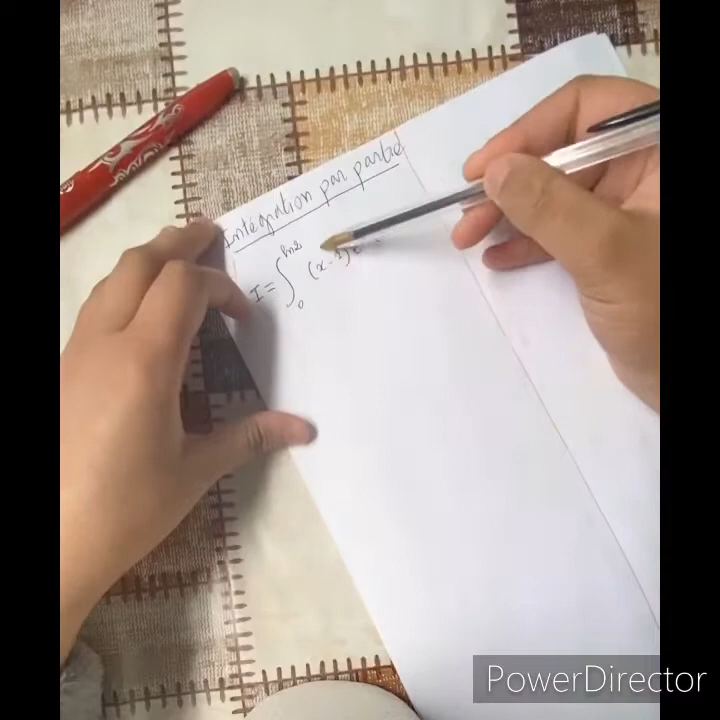 Intégration par partie
I = ∫₀^ln2 (x-1)
PowerDirector